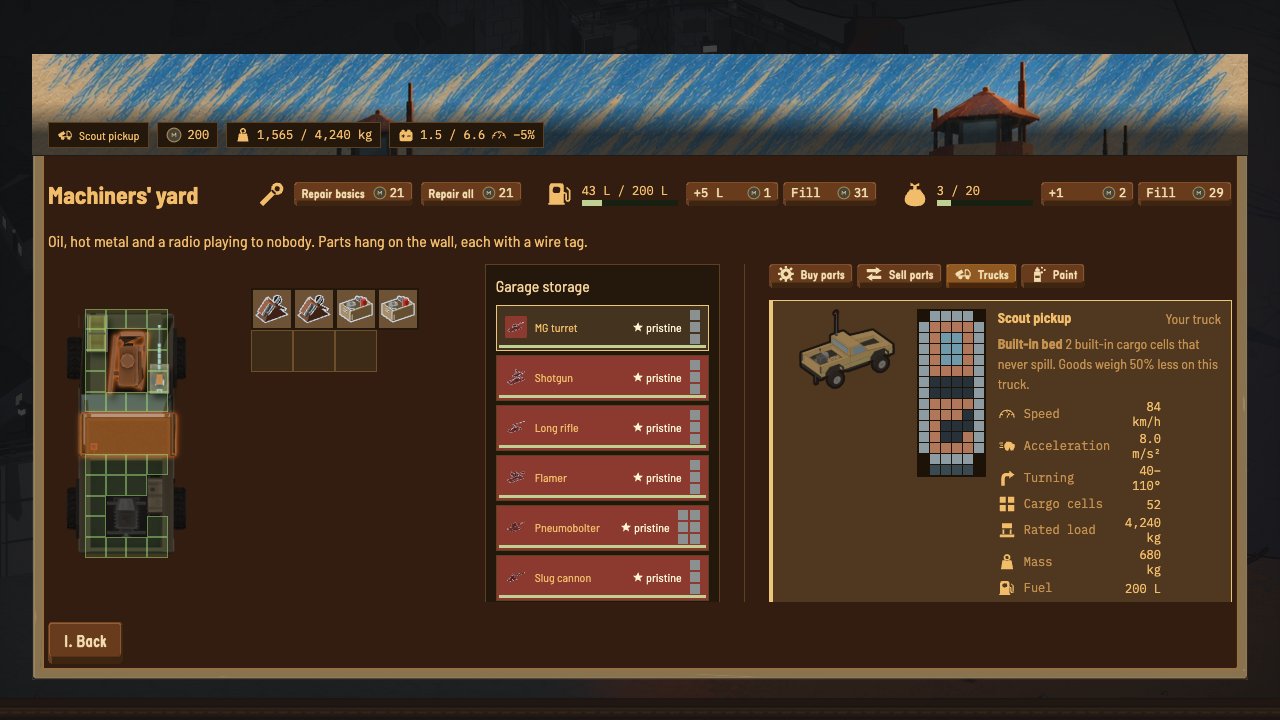 Scout pickup
M 200
1,565 / 4,240 kg
1.5 / 6.6 -5%
Machiners' yard
Repair basics M 21
Repair all M 21
43 L / 200 L
+5 L M 1
Fill M 31
3 / 20
+1 M 2
Fill M 29
Oil, hot metal and a radio playing to nobody. Parts hang on the wall, each with a wire tag.
Garage storage
MG turret ★ pristine
Shotgun ★ pristine
Long rifle ★ pristine
Flamer ★ pristine
Pneumobolter ★ pristine
Slug cannon ★ pristine
Buy parts
Sell parts
Trucks
Paint
Scout pickup Your truck
Built-in bed 2 built-in cargo cells that
never spill. Goods weigh 50% less on this
truck.
Speed 84
km/h
Acceleration 8.0
m/s²
Turning 40–
110°
Cargo cells 52
Rated load 4,240
kg
Mass 680
kg
Fuel 200 L
1. Back